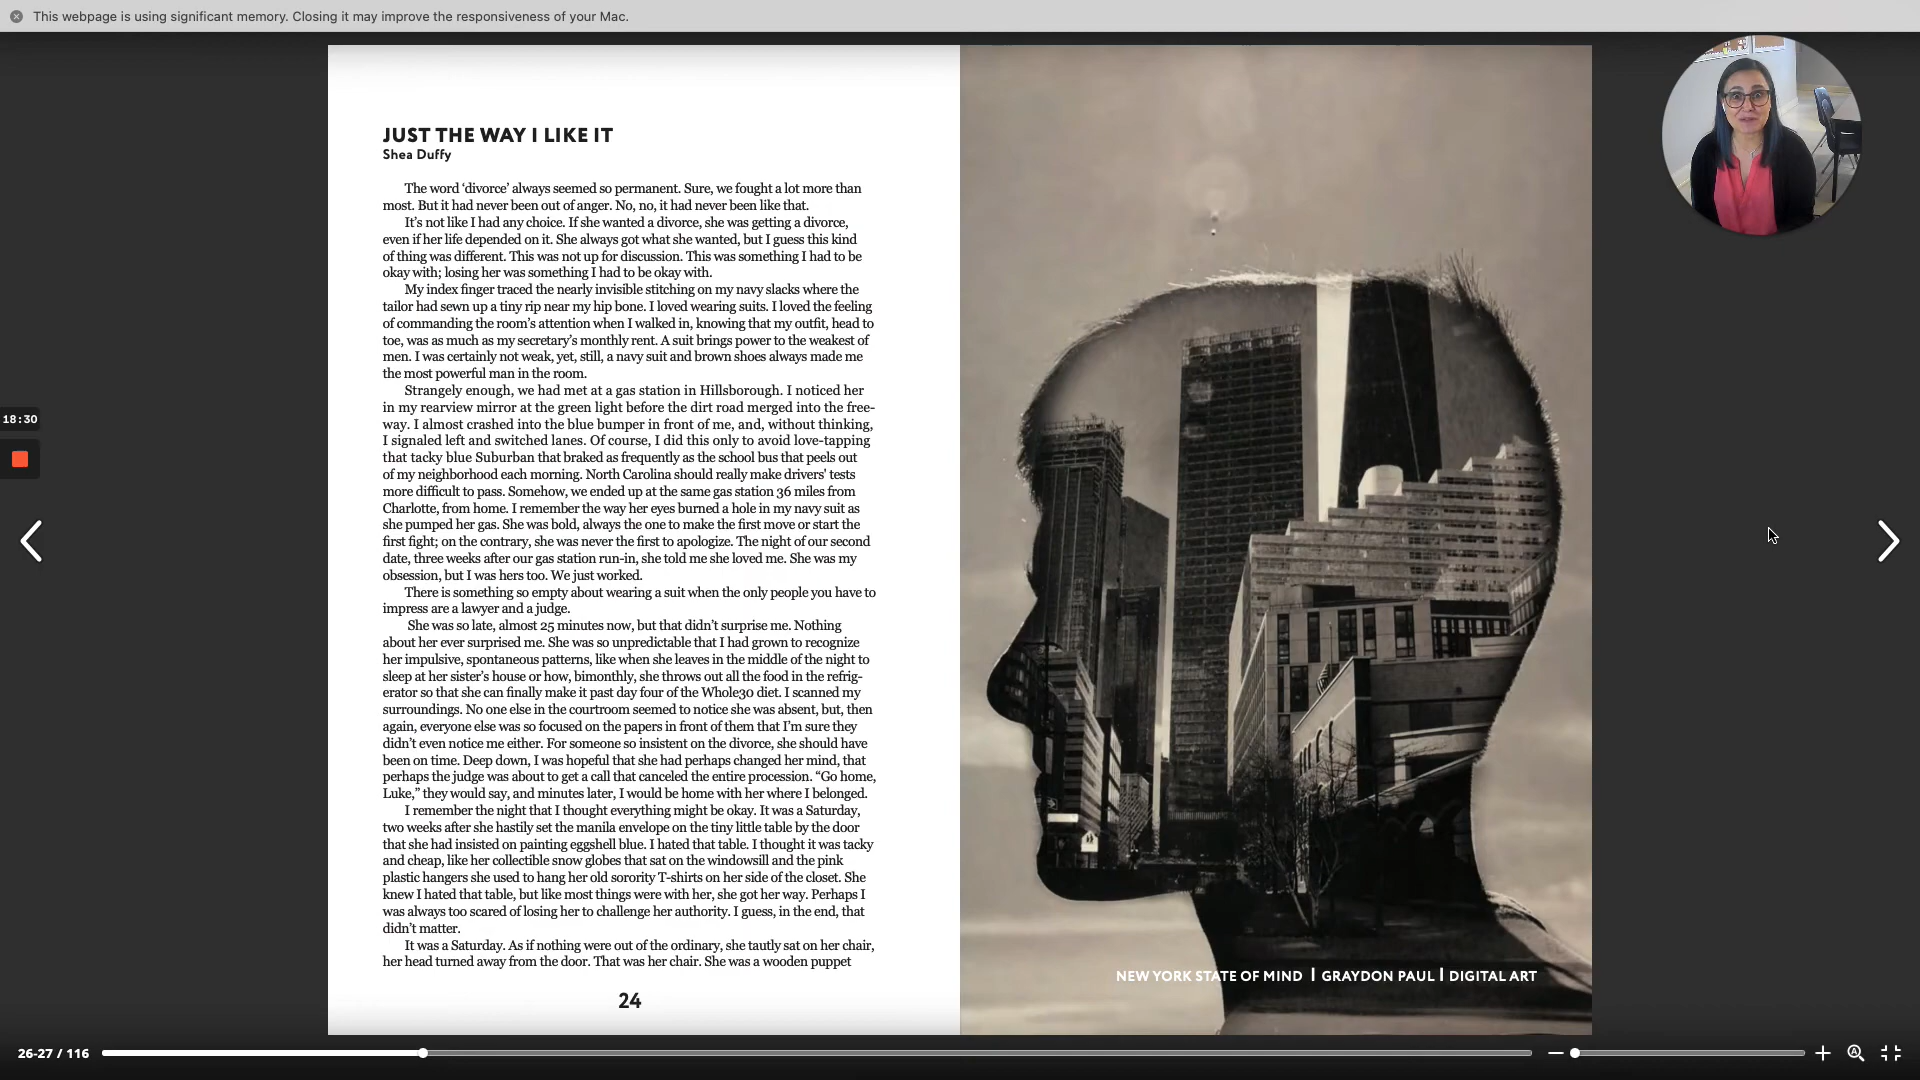 This webpage is using significant memory. Closing it may improve the responsiveness of your Mac.
JUST THE WAY I LIKE IT
Shea Duffy
The word ‘divorce’ always seemed so permanent. Sure, we fought a lot more than
most. But it had never been out of anger. No, no, it had never been like that.
It’s not like I had any choice. If she wanted a divorce, she was getting a divorce,
even if her life depended on it. She always got what she wanted, but I guess this kind
of thing was different. This was not up for discussion. This was something I had to be
okay with; losing her was something I had to be okay with.
My index finger traced the nearly invisible stitching on my navy slacks where the
tailor had sewn up a tiny rip near my hip bone. I loved wearing suits. I loved the feeling
of commanding the room’s attention when I walked in, knowing that my outfit, head to
toe, was as much as my secretary’s monthly rent. A suit brings power to the weakest of
men. I was certainly not weak, yet, still, a navy suit and brown shoes always made me
the most powerful man in the room.
Strangely enough, we had met at a gas station in Hillsborough. I noticed her
in my rearview mirror at the green light before the dirt road merged into the free-
way. I almost crashed into the blue bumper in front of me, and, without thinking,
I signaled left and switched lanes. Of course, I did this only to avoid love-tapping
that tacky blue Suburban that braked as frequently as the school bus that peels out
of my neighborhood each morning. North Carolina should really make drivers' tests
more difficult to pass. Somehow, we ended up at the same gas station 36 miles from
Charlotte, from home. I remember the way her eyes burned a hole in my navy suit as
she pumped her gas. She was bold, always the one to make the first move or start the
first fight; on the contrary, she was never the first to apologize. The night of our second
date, three weeks after our gas station run-in, she told me she loved me. She was my
obsession, but I was hers too. We just worked.
There is something so empty about wearing a suit when the only people you have to
impress are a lawyer and a judge.
She was so late, almost 25 minutes now, but that didn’t surprise me. Nothing
about her ever surprised me. She was so unpredictable that I had grown to recognize
her impulsive, spontaneous patterns, like when she leaves in the middle of the night to
sleep at her sister’s house or how, bimonthly, she throws out all the food in the refrig-
erator so that she can finally make it past day four of the Whole30 diet. I scanned my
surroundings. No one else in the courtroom seemed to notice she was absent, but, then
again, everyone else was so focused on the papers in front of them that I’m sure they
didn’t even notice me either. For someone so insistent on the divorce, she should have
been on time. Deep down, I was hopeful that she had perhaps changed her mind, that
perhaps the judge was about to get a call that canceled the entire procession. “Go home,
Luke,” they would say, and minutes later, I would be home with her where I belonged.
I remember the night that I thought everything might be okay. It was a Saturday,
two weeks after she hastily set the manila envelope on the tiny little table by the door
that she had insisted on painting eggshell blue. I hated that table. I thought it was tacky
and cheap, like her collectible snow globes that sat on the windowsill and the pink
plastic hangers she used to hang her old sorority T-shirts on her side of the closet. She
knew I hated that table, but like most things were with her, she got her way. Perhaps I
was always too scared of losing her to challenge her authority. I guess, in the end, that
didn’t matter.
It was a Saturday. As if nothing were out of the ordinary, she tautly sat on her chair,
her head turned away from the door. That was her chair. She was a wooden puppet
24
NEW YORK STATE OF MIND | GRAYDON PAUL | DIGITAL ART
18:30
26-27 / 116